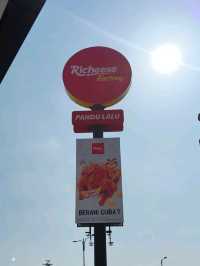 Richeese
Factory
PANDU LALU
BERANI CUBA?